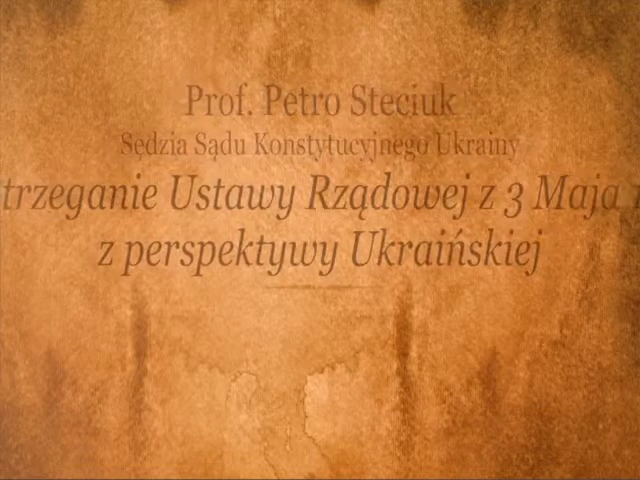 Prof. Petro Steciuk
Sędzia Sądu Konstytucyjnego Ukrainy
trzeganie Ustawy Rządowej z 3 Maja
z perspektywy Ukraińskiej